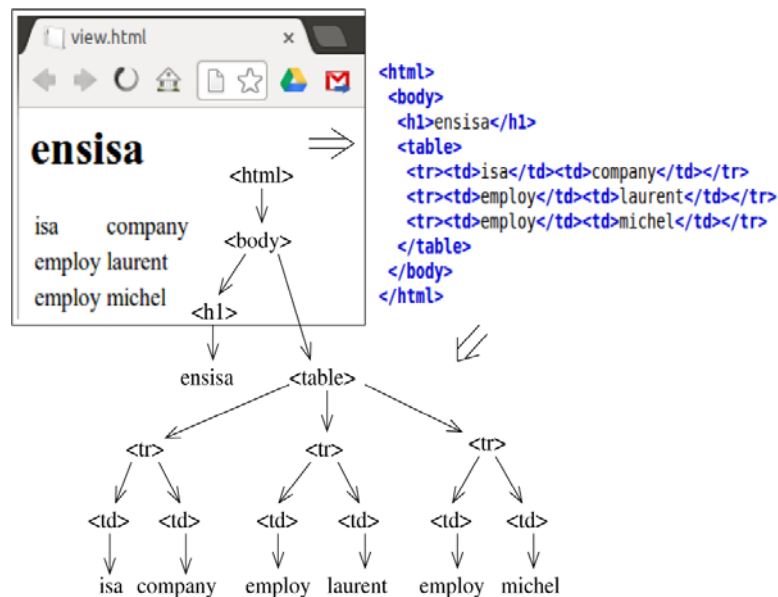 view.html
ensisa
isa company
employ laurent
employ michel
<html>
<body>
<h1>ensisa</h1>
<table>
<tr><td>isa</td><td>company</td></tr>
<tr><td>employ</td><td>laurent</td></tr>
<tr><td>employ</td><td>michel</td></tr>
</table>
</body>
</html>
<html>
<body>
<h1>
ensisa <table>
<tr> <tr> <tr>
<td> <td> <td> <td> <td> <td>
isa company employ laurent employ michel